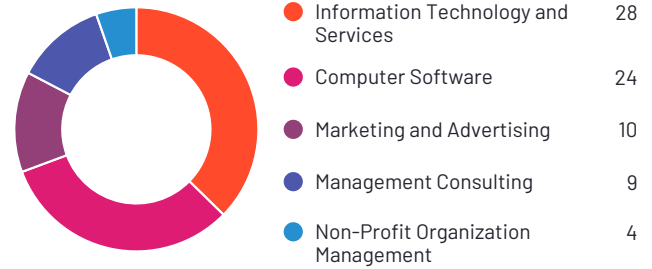 Information Technology and 28
Services
Computer Software 24
Marketing and Advertising 10
Management Consulting 9
Non-Profit Organization 4
Management